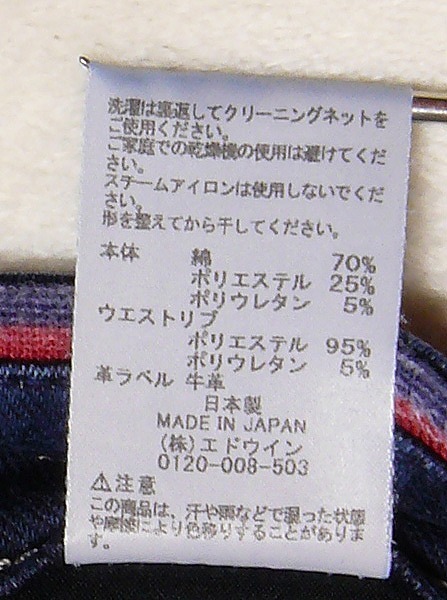 洗濯は裏返してクリーニングネットを
ご使用ください。
ご家庭での乾燥機の使用は避けてくだ
さい。
スチームアイロンは使用しないでくだ
さい。
形を整えてから干してください。
本体 綿 70%
ポリエステル 25%
ポリウレタン 5%
ウエストリブ
ポリエステル 95%
ポリウレタン 5%
革ラベル 牛革
日本製
MADE IN JAPAN
(株)エドウイン
0120-008-503
⚠注意
この商品は、汗や雨などで湿った状態
や摩擦により色移りすることがありま
す。